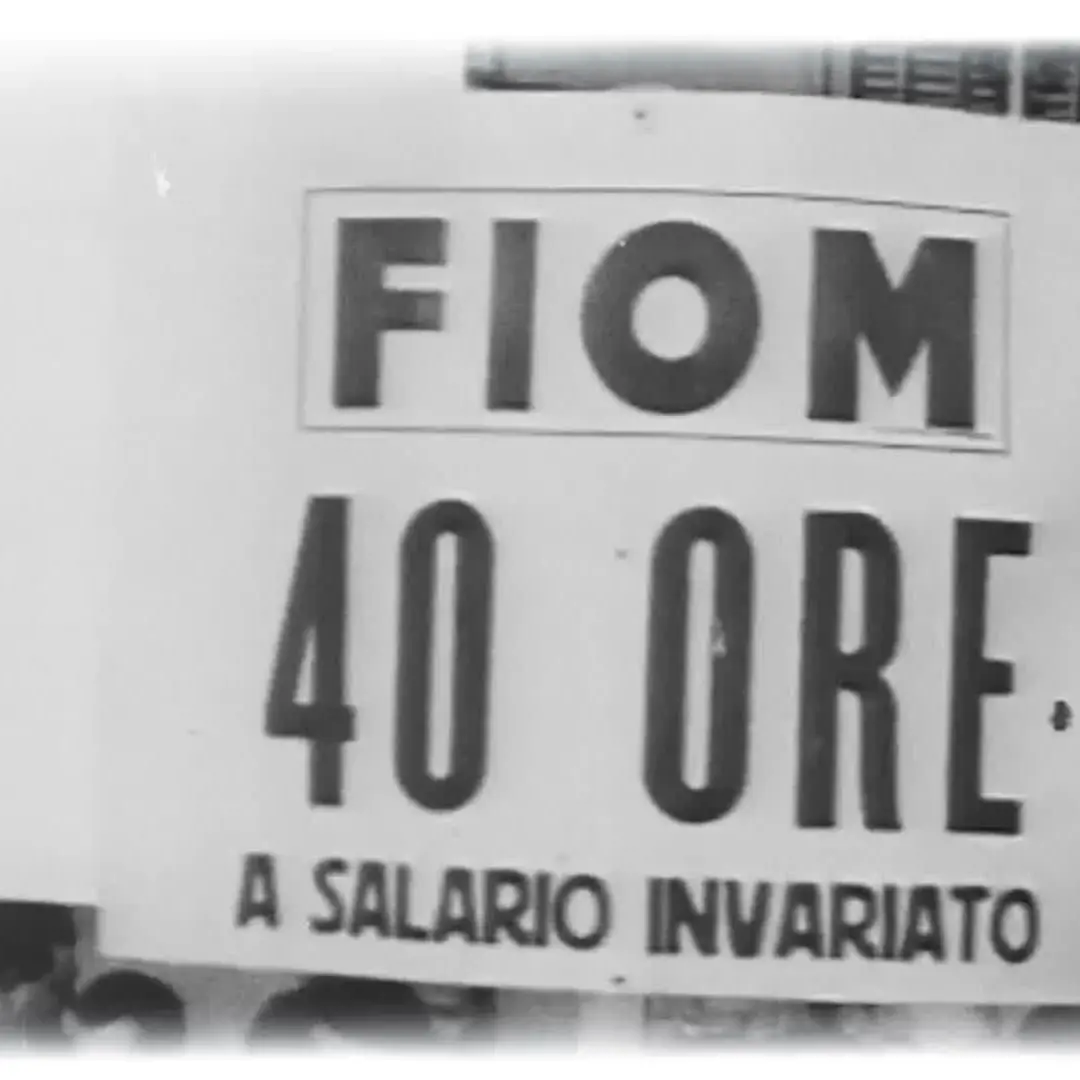 FIOM
40 ORE
A SALARIO INVARIATO